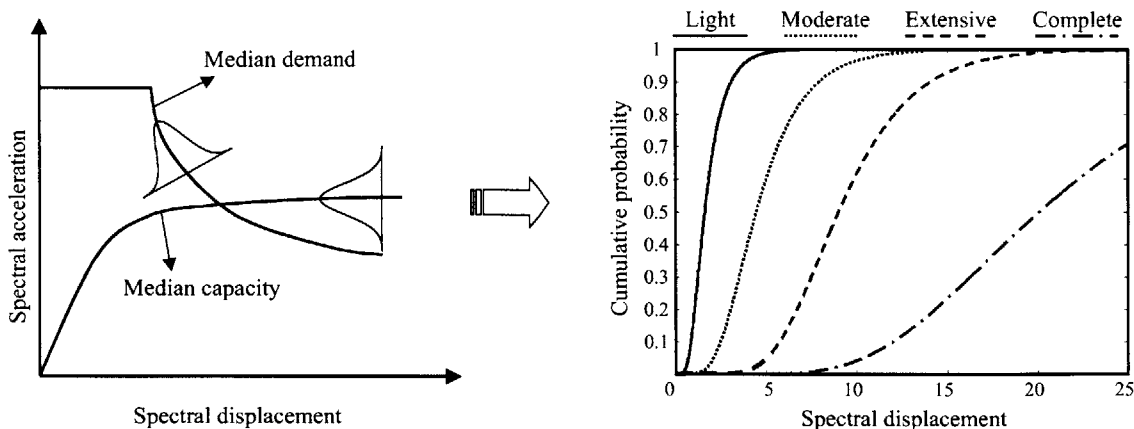 Spectral acceleration
Median demand
Median capacity
Spectral displacement
Light Moderate Extensive Complete
Cumulative probability
1
0.9
0.8
0.7
0.6
0.5
0.4
0.3
0.2
0.1
0 5 10 15 20 25
Spectral displacement